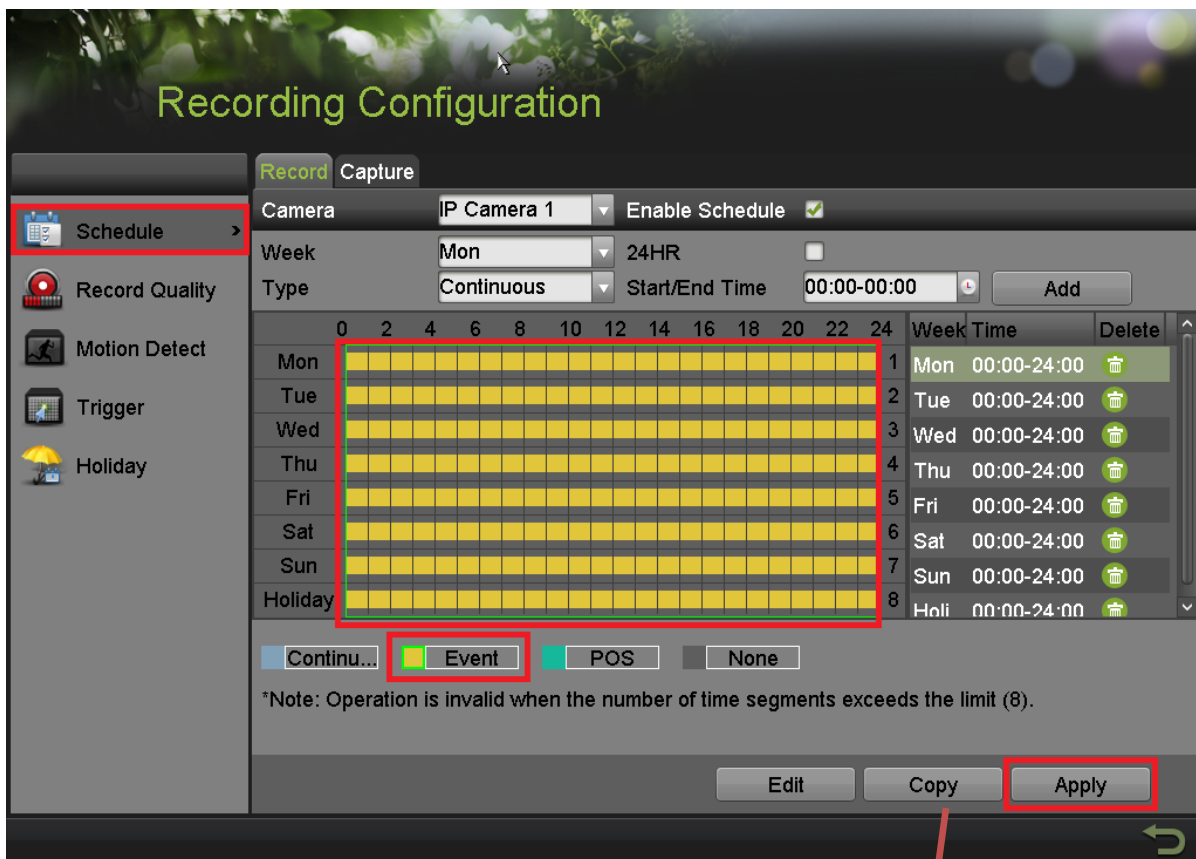 Recording Configuration
Record Capture
Camera IP Camera 1 Enable Schedule
Schedule
Week Mon 24HR
Record Quality
Type Continuous Start/End Time 00:00-00:00 Add
Motion Detect
Trigger
Holiday
0 2 4 6 8 10 12 14 16 18 20 22 24 Week Time Delete
Mon 1 Mon 00:00-24:00
Tue 2 Tue 00:00-24:00
Wed 3 Wed 00:00-24:00
Thu 4 Thu 00:00-24:00
Fri 5 Fri 00:00-24:00
Sat 6 Sat 00:00-24:00
Sun 7 Sun 00:00-24:00
Holiday 8 Holi 00:00-24:00
Continu... Event POS None
*Note: Operation is invalid when the number of time segments exceeds the limit (8).
Edit Copy Apply